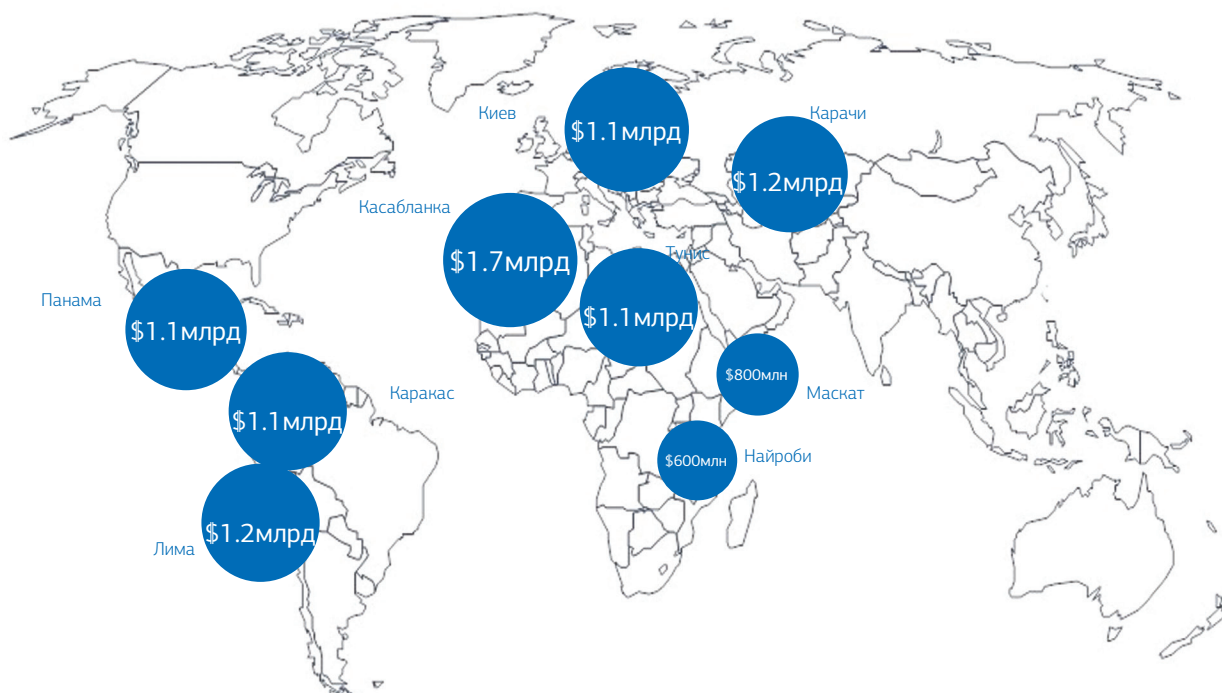 Киев
$1.1млрд
Карачи
$1.2млрд
Касабланка
$1.7млрд
Тунис
$1.1млрд
Панама
$1.1млрд
$800млн
Маскат
Каракас
$1.1млрд
Найроби
$600млн
$1.2млрд
Лима